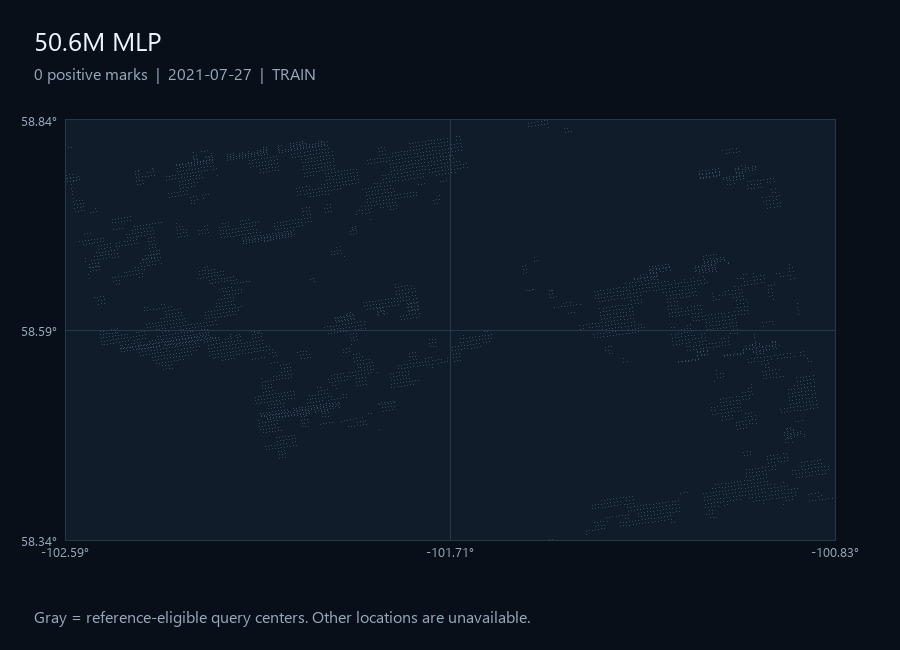 50.6M MLP
0 positive marks | 2021-07-27 | TRAIN
58.84°
58.59°
58.34°
-102.59°
-101.71°
-100.83°
Gray = reference-eligible query centers. Other locations are unavailable.